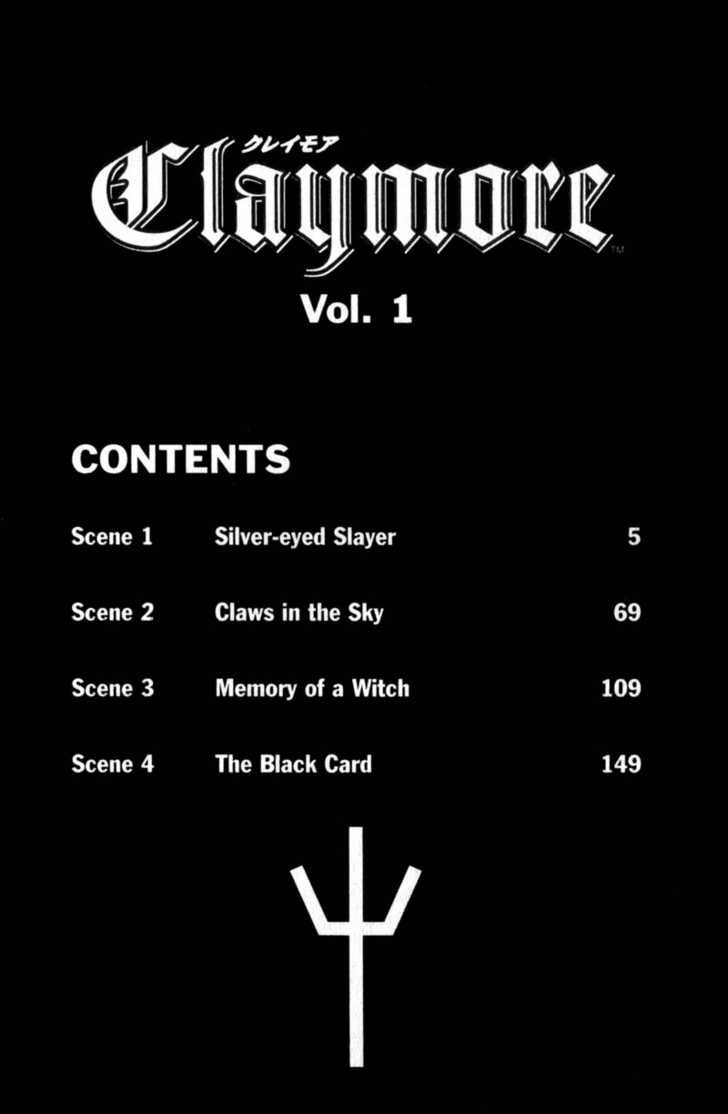 クレイモア
Claymore™
Vol. 1
CONTENTS
Scene 1 Silver-eyed Slayer 5
Scene 2 Claws in the Sky 69
Scene 3 Memory of a Witch 109
Scene 4 The Black Card 149